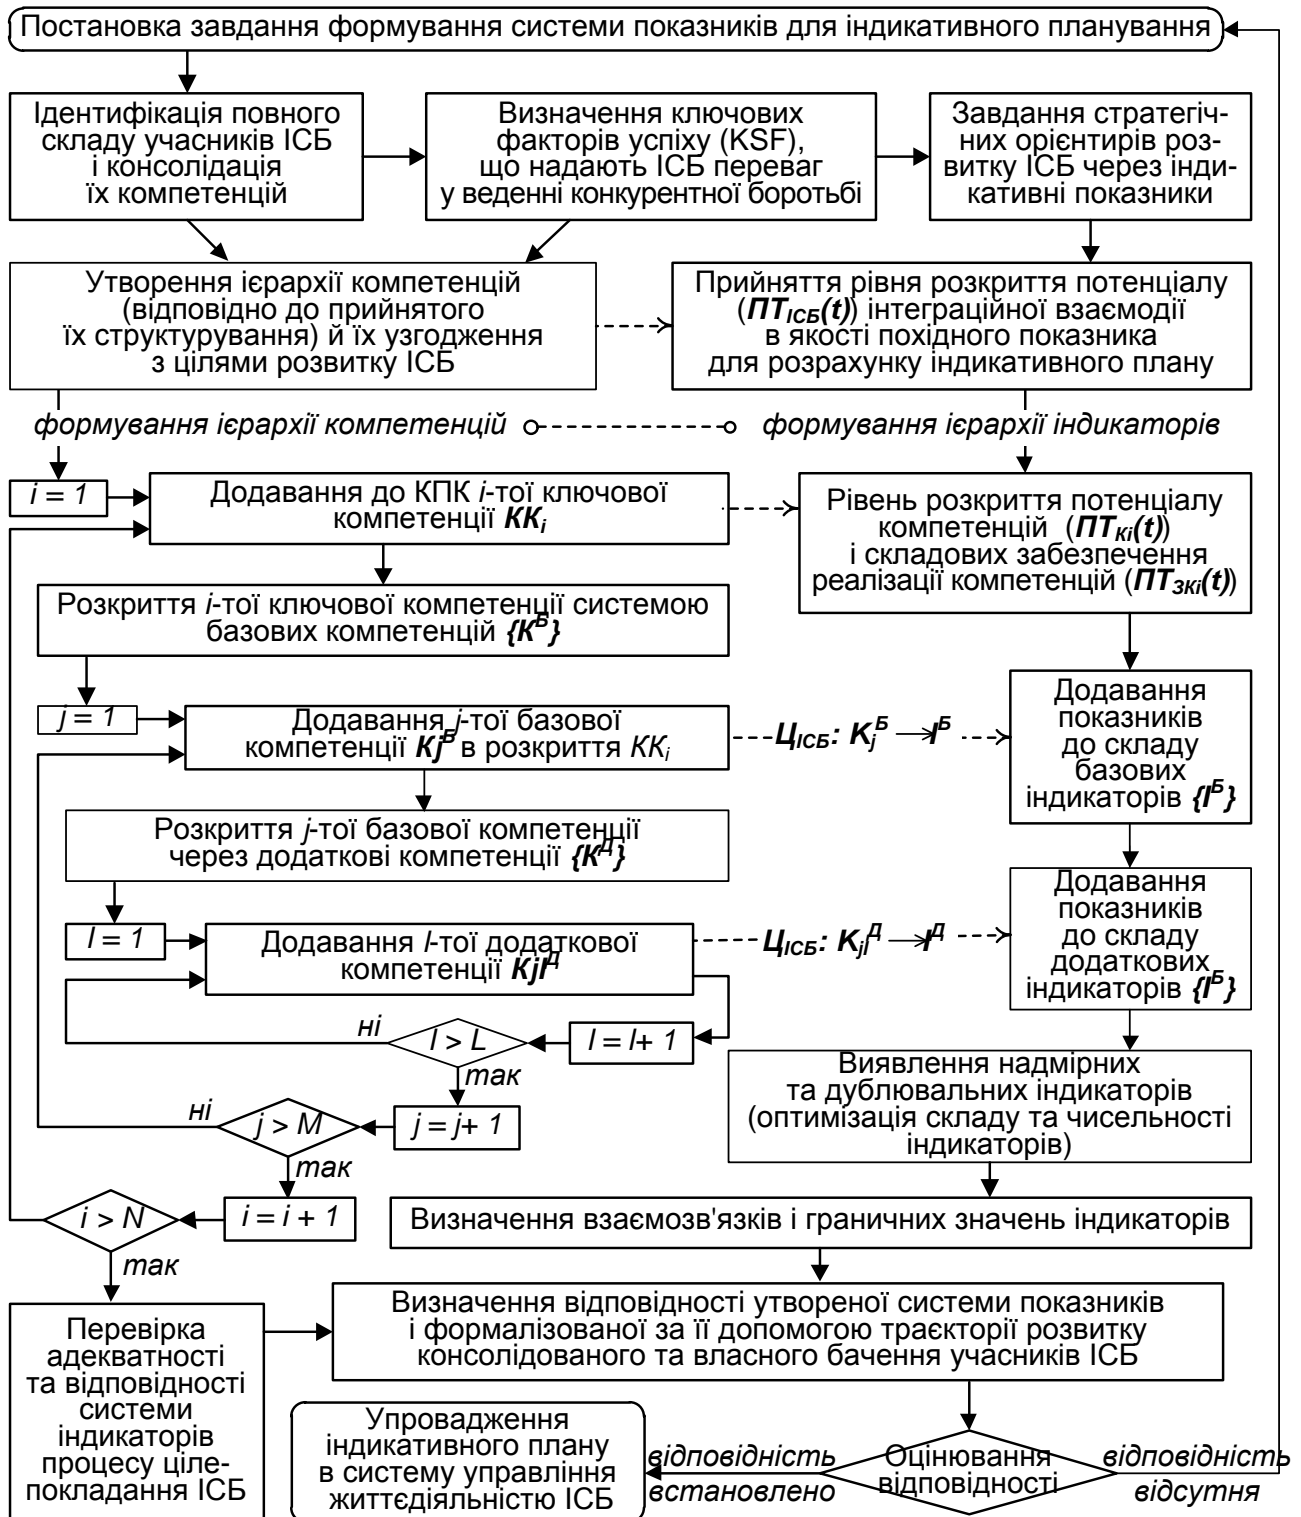 Постановка завдання формування системи показників для індикативного планування
Ідентифікація повного
складу учасників ІСБ
і консолідація
їх компетенцій
Визначення ключових
факторів успіху (KSF),
що надають ІСБ переваг
у веденні конкурентної боротьбі
Завдання стратегіч-
них орієнтирів роз-
витку ІСБ через інди-
кативні показники
Утворення ієрархії компетенцій
(відповідно до прийнятого
їх структурування) й їх узгодження
з цілями розвитку ІСБ
Прийняття рівня розкриття потенціалу
(ПТІСБ(t)) інтеграційної взаємодії
в якості похідного показника
для розрахунку індикативного плану
формування ієрархії компетенцій
формування ієрархії індикаторів
i = 1
Додавання до КПК i-тої ключової
компетенції ККi
Рівень розкриття потенціалу
компетенцій (ПТКi(t))
і складових забезпечення
реалізації компетенцій (ПТЗКi(t))
Розкриття i-тої ключової компетенції системою
базових компетенцій {КБ}
j = 1
Додавання j-тої базової
компетенції КjБ в розкриття ККi
ЦІСБ: КjБ → ІБ
Додавання
показників
до складу
базових
індикаторів {ІБ}
Розкриття j-тої базової компетенції
через додаткові компетенції {КД}
l = 1
Додавання l-тої додаткової
компетенції КjlД
ЦІСБ: КjlД → ІД
Додавання
показників
до складу
додаткових
індикаторів {ІБ}
ні
l > L
l = l+ 1
так
Виявлення надмірних
та дублювальних індикаторів
(оптимізація складу та чисельності
індикаторів)
ні
j > M
j = j+ 1
так
i > N
i = i + 1
так
Визначення взаємозв'язків і граничних значень індикаторів
Перевірка
адекватності
та відповідності
системи
індикаторів
процесу ціле-
покладання ІСБ
Визначення відповідності утвореної системи показників
і формалізованої за її допомогою траєкторії розвитку
консолідованого та власного бачення учасників ІСБ
Упровадження
індикативного плану
в систему управління
життєдіяльністю ІСБ
відповідність
встановлено
Оцінювання
відповідності
відповідність
відсутня